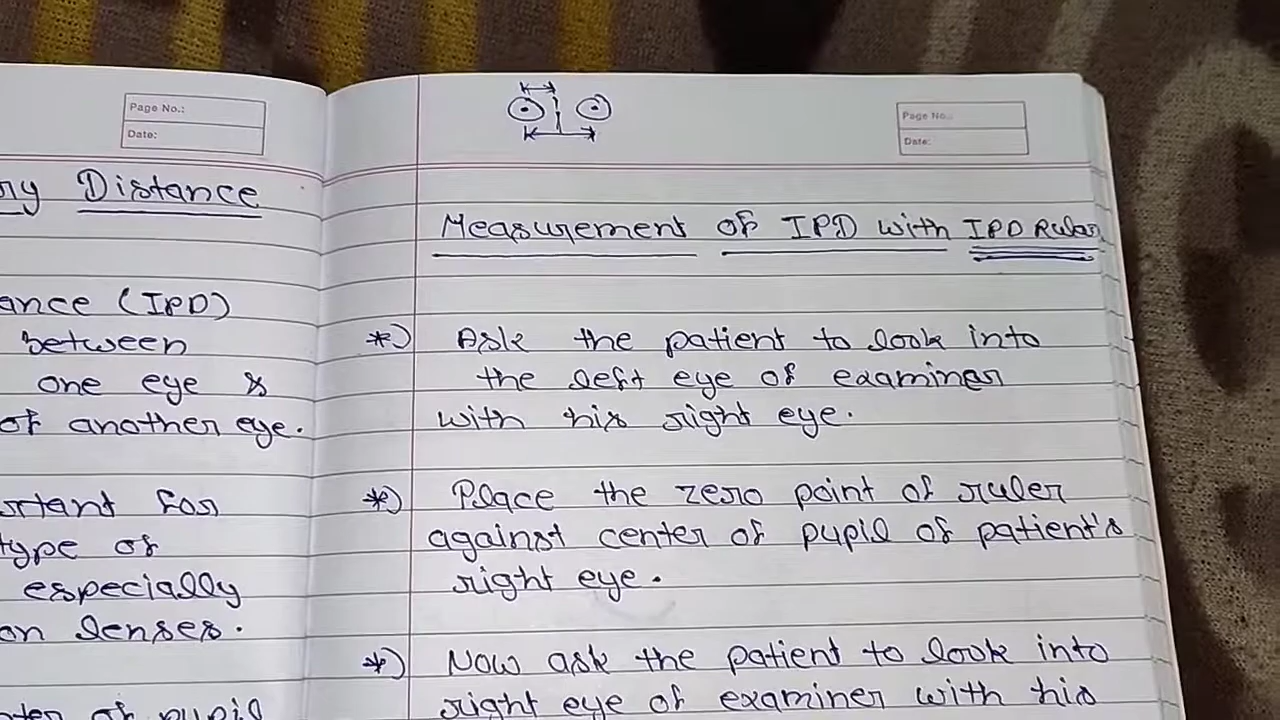 Page No.:
Date:
Distance
ance (IPD)
between
one eye &
of another eye.
rtant for
type of
especially
on lenses.
ter of pupil
Page No.:
Date:
Measurement of IPD with IPD Ruler
*) Ask the patient to look into
the left eye of examiner
with his right eye.
*) Place the zero point of ruler
against center of pupil of patient's
right eye.
*) Now ask the patient to look into
right eye of examiner with his